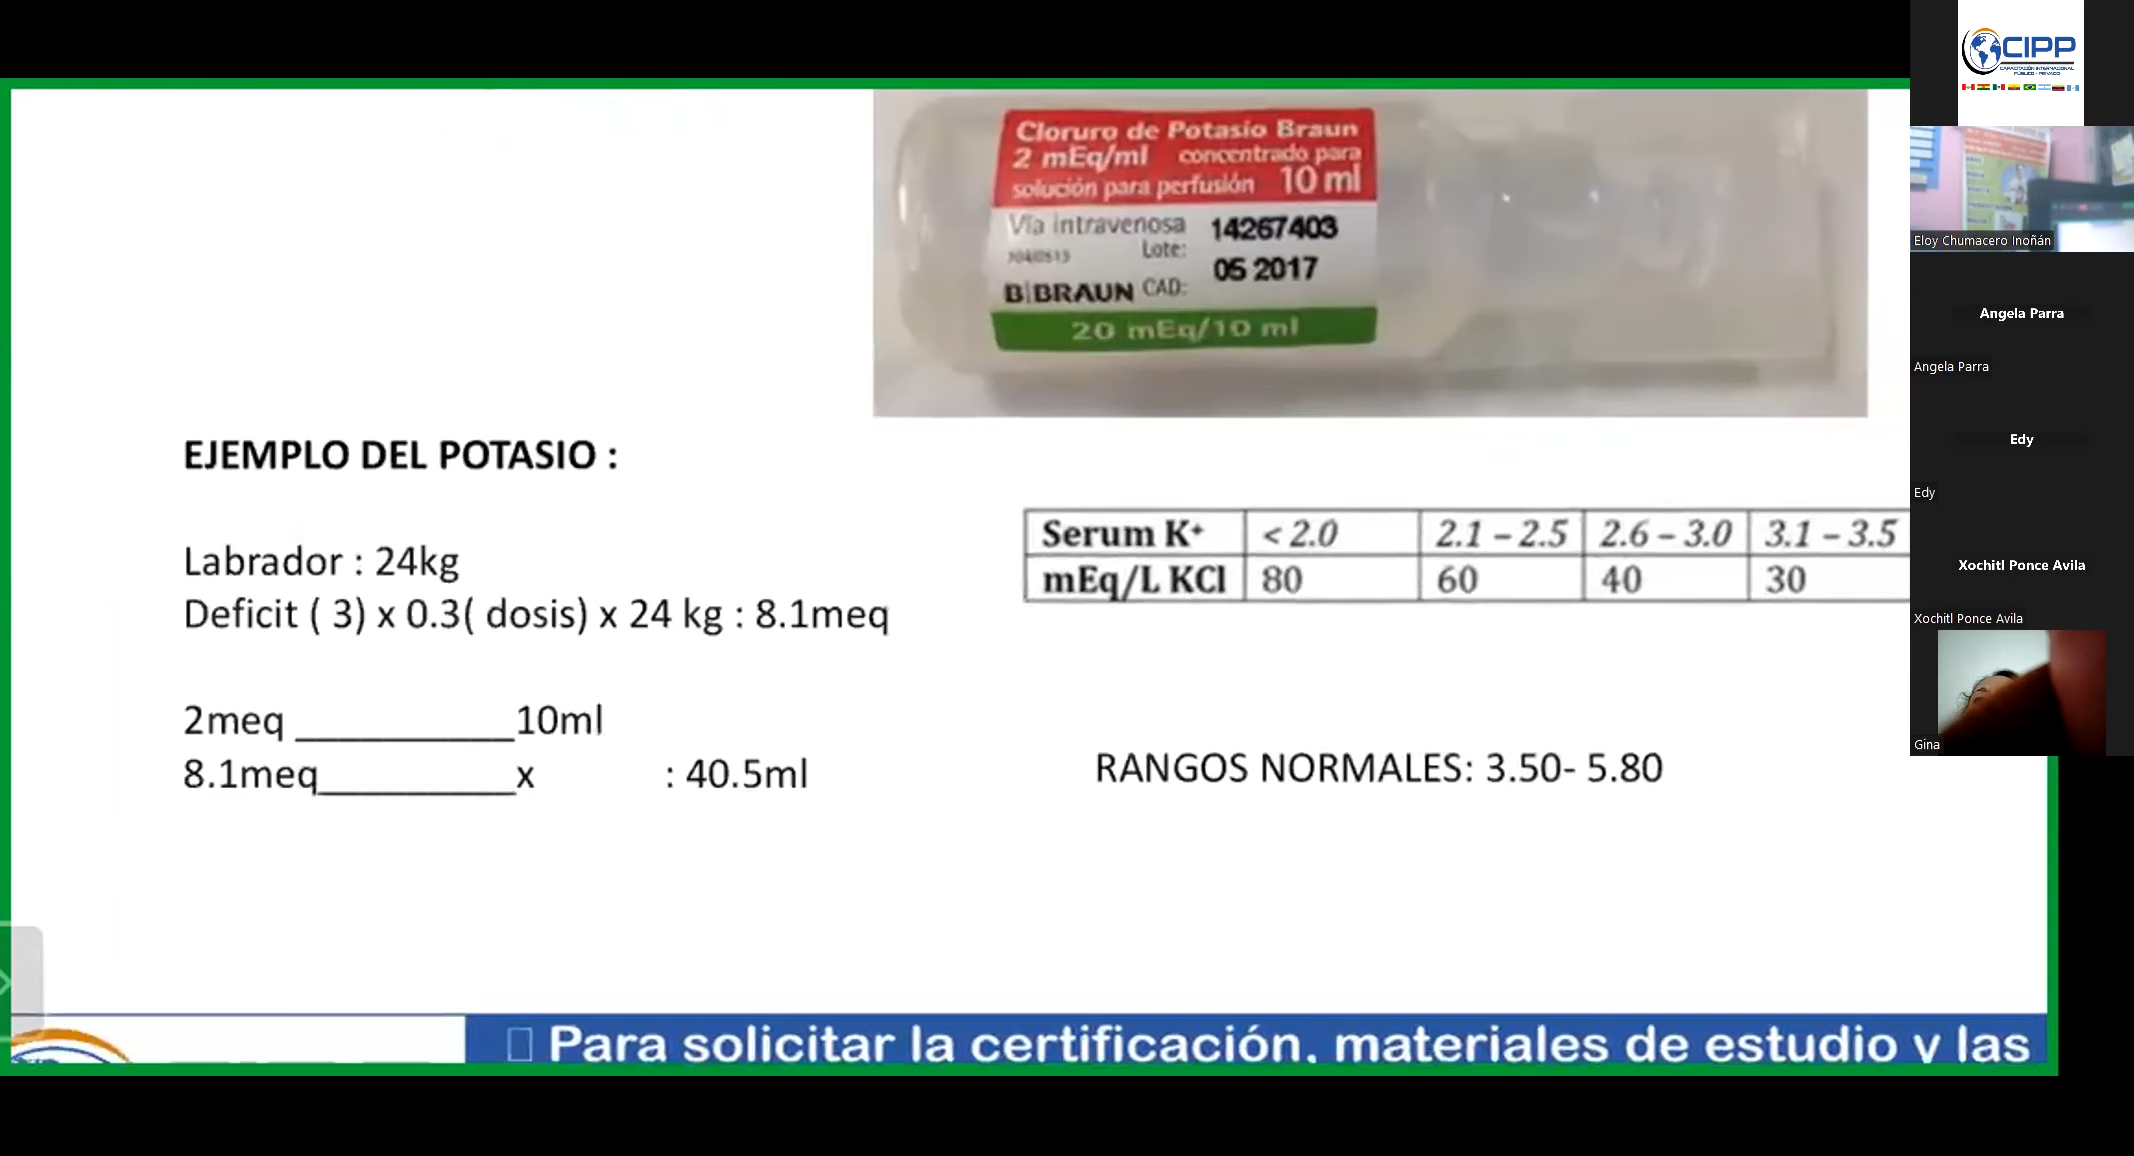 CIPP
CAPACITACIÓN INTERNACIONAL
PÚBLICO - PRIVADO
Cloruro de Potasio Braun
2 mEq/ml concentrado para
solución para perfusión 10 ml
Vía intravenosa 14267403
Lote:
05 2017
B|BRAUN CAD:
20 mEq/10 ml
EJEMPLO DEL POTASIO :
Labrador : 24kg
Deficit ( 3) x 0.3( dosis) x 24 kg : 8.1meq
2meq __________10ml
8.1meq_________x : 40.5ml
Serum K+ < 2.0 2.1 – 2.5 2.6 – 3.0 3.1 – 3.5
mEq/L KCl 80 60 40 30
RANGOS NORMALES: 3.50- 5.80
Para solicitar la certificación, materiales de estudio y las
Eloy Chumacero Inoñán
Angela Parra
Angela Parra
Edy
Edy
Xochitl Ponce Avila
Xochitl Ponce Avila
Gina